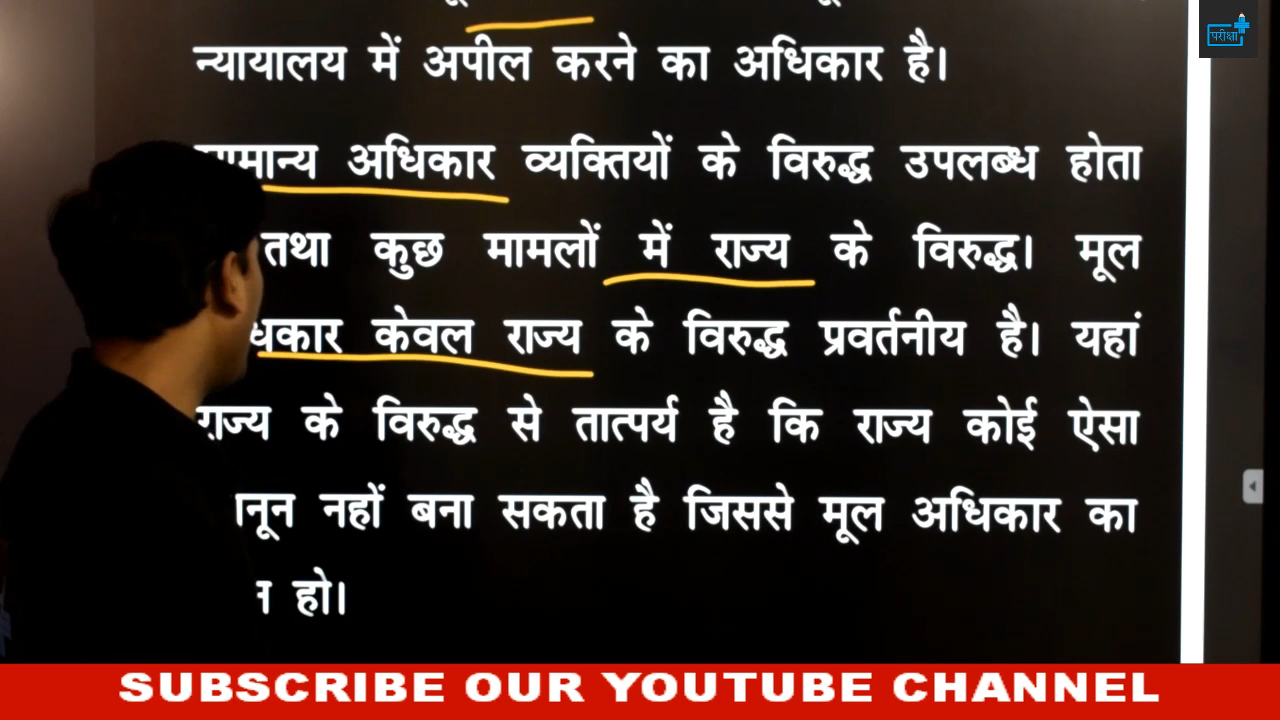 परीक्षा
न्यायालय में अपील करने का अधिकार है।
अधिकार व्यक्तियों के विरुद्ध उपलब्ध होता
तथा कुछ मामलों में राज्य के विरुद्ध। मूल
केवल राज्य के विरुद्ध प्रवर्तनीय है। यहां
राज्य के विरुद्ध से तात्पर्य है कि राज्य कोई ऐसा
नहीं बना सकता है जिससे मूल अधिकार का
हो।
SUBSCRIBE OUR YOUTUBE CHANNEL